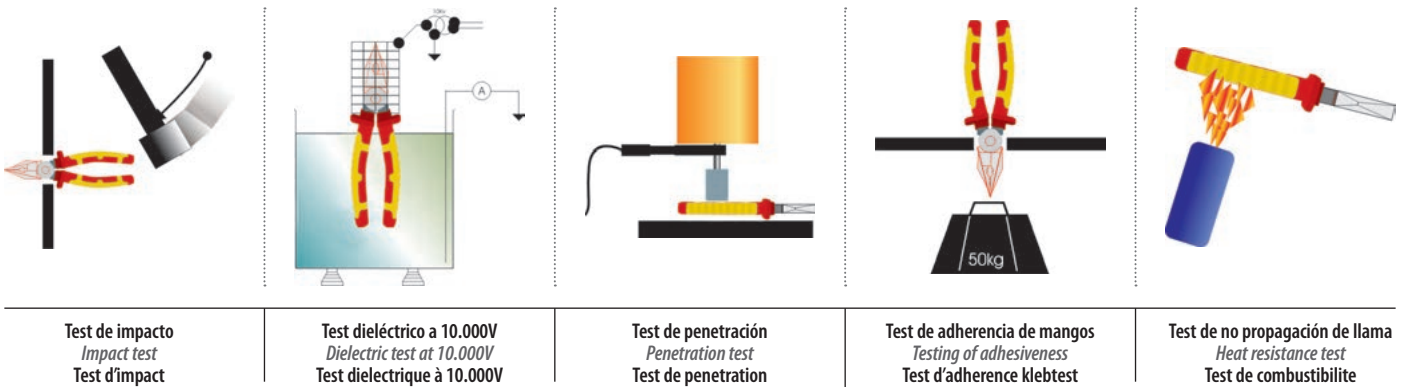 10Kv
A
50kg
Test de impacto
Impact test
Test d'impact
Test dieléctrico a 10.000V
Dielectric test at 10.000V
Test dielectrique à 10.000V
Test de penetración
Penetration test
Test de penetration
Test de adherencia de mangos
Testing of adhesiveness
Test d'adherence klebtest
Test de no propagación de llama
Heat resistance test
Test de combustibilite